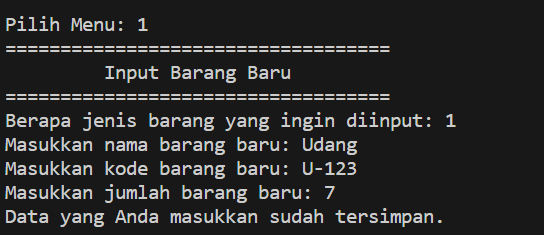 Pilih Menu: 1
===================================
Input Barang Baru
===================================
Berapa jenis barang yang ingin diinput: 1
Masukkan nama barang baru: Udang
Masukkan kode barang baru: U-123
Masukkan jumlah barang baru: 7
Data yang Anda masukkan sudah tersimpan.